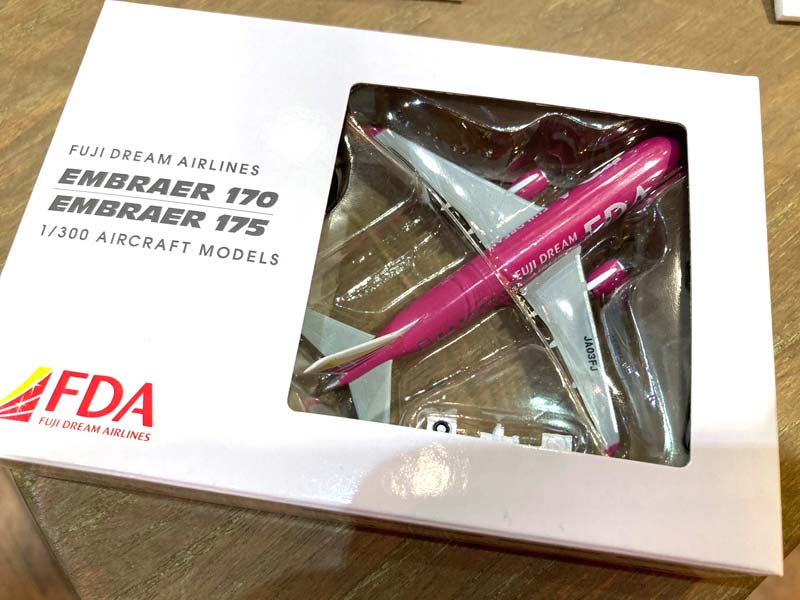 FUJI DREAM AIRLINES
EMBRAER 170
EMBRAER 175
1/300 AIRCRAFT MODELS
FDA
FUJI DREAM AIRLINES
FUJI DREAM
FDA
JA03FJ